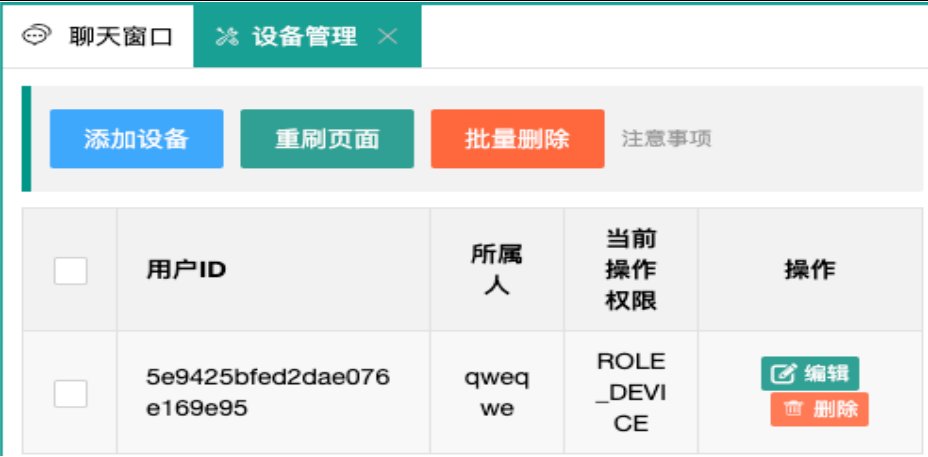 聊天窗口 设备管理
添加设备 重刷页面 批量删除 注意事项
用户ID
所属
人
当前
操作
权限
操作
5e9425bfed2dae076
e169e95
qweq
we
ROLE
_DEVI
CE
编辑
删除